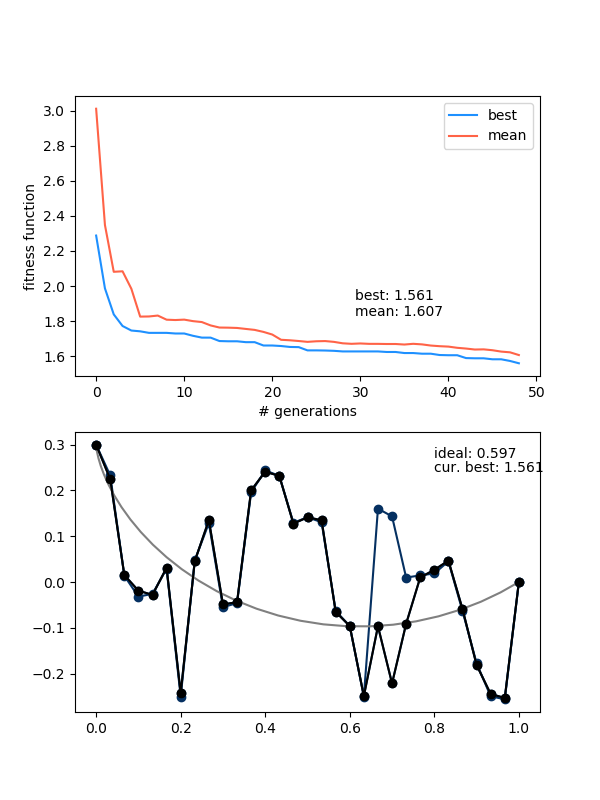 3.0
2.8
2.6
2.4
2.2
2.0
1.8
1.6
fitness function
best
mean
best: 1.561
mean: 1.607
0 10 20 30 40 50
# generations
0.3
0.2
0.1
0.0
−0.1
−0.2
ideal: 0.597
cur. best: 1.561
0.0 0.2 0.4 0.6 0.8 1.0